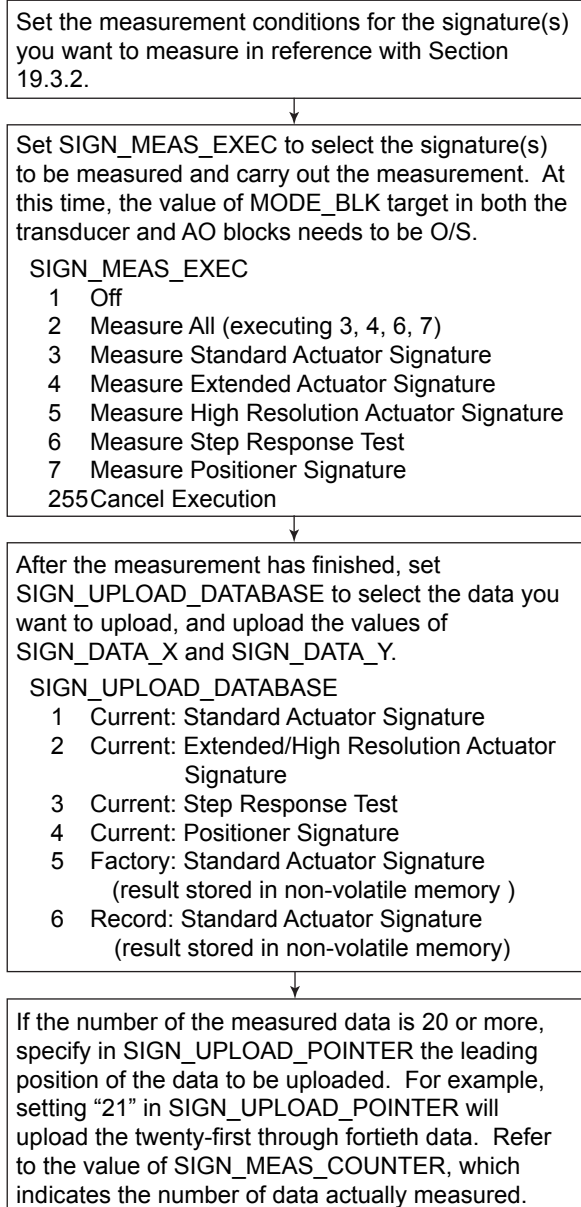 Set the measurement conditions for the signature(s)
you want to measure in reference with Section
19.3.2.
Set SIGN_MEAS_EXEC to select the signature(s)
to be measured and carry out the measurement. At
this time, the value of MODE_BLK target in both the
transducer and AO blocks needs to be O/S.
SIGN_MEAS_EXEC
1 Off
2 Measure All (executing 3, 4, 6, 7)
3 Measure Standard Actuator Signature
4 Measure Extended Actuator Signature
5 Measure High Resolution Actuator Signature
6 Measure Step Response Test
7 Measure Positioner Signature
255 Cancel Execution
After the measurement has finished, set
SIGN_UPLOAD_DATABASE to select the data you
want to upload, and upload the values of
SIGN_DATA_X and SIGN_DATA_Y.
SIGN_UPLOAD_DATABASE
1 Current: Standard Actuator Signature
2 Current: Extended/High Resolution Actuator
Signature
3 Current: Step Response Test
4 Current: Positioner Signature
5 Factory: Standard Actuator Signature
(result stored in non-volatile memory )
6 Record: Standard Actuator Signature
(result stored in non-volatile memory)
If the number of the measured data is 20 or more,
specify in SIGN_UPLOAD_POINTER the leading
position of the data to be uploaded. For example,
setting “21” in SIGN_UPLOAD_POINTER will
upload the twenty-first through fortieth data. Refer
to the value of SIGN_MEAS_COUNTER, which
indicates the number of data actually measured.